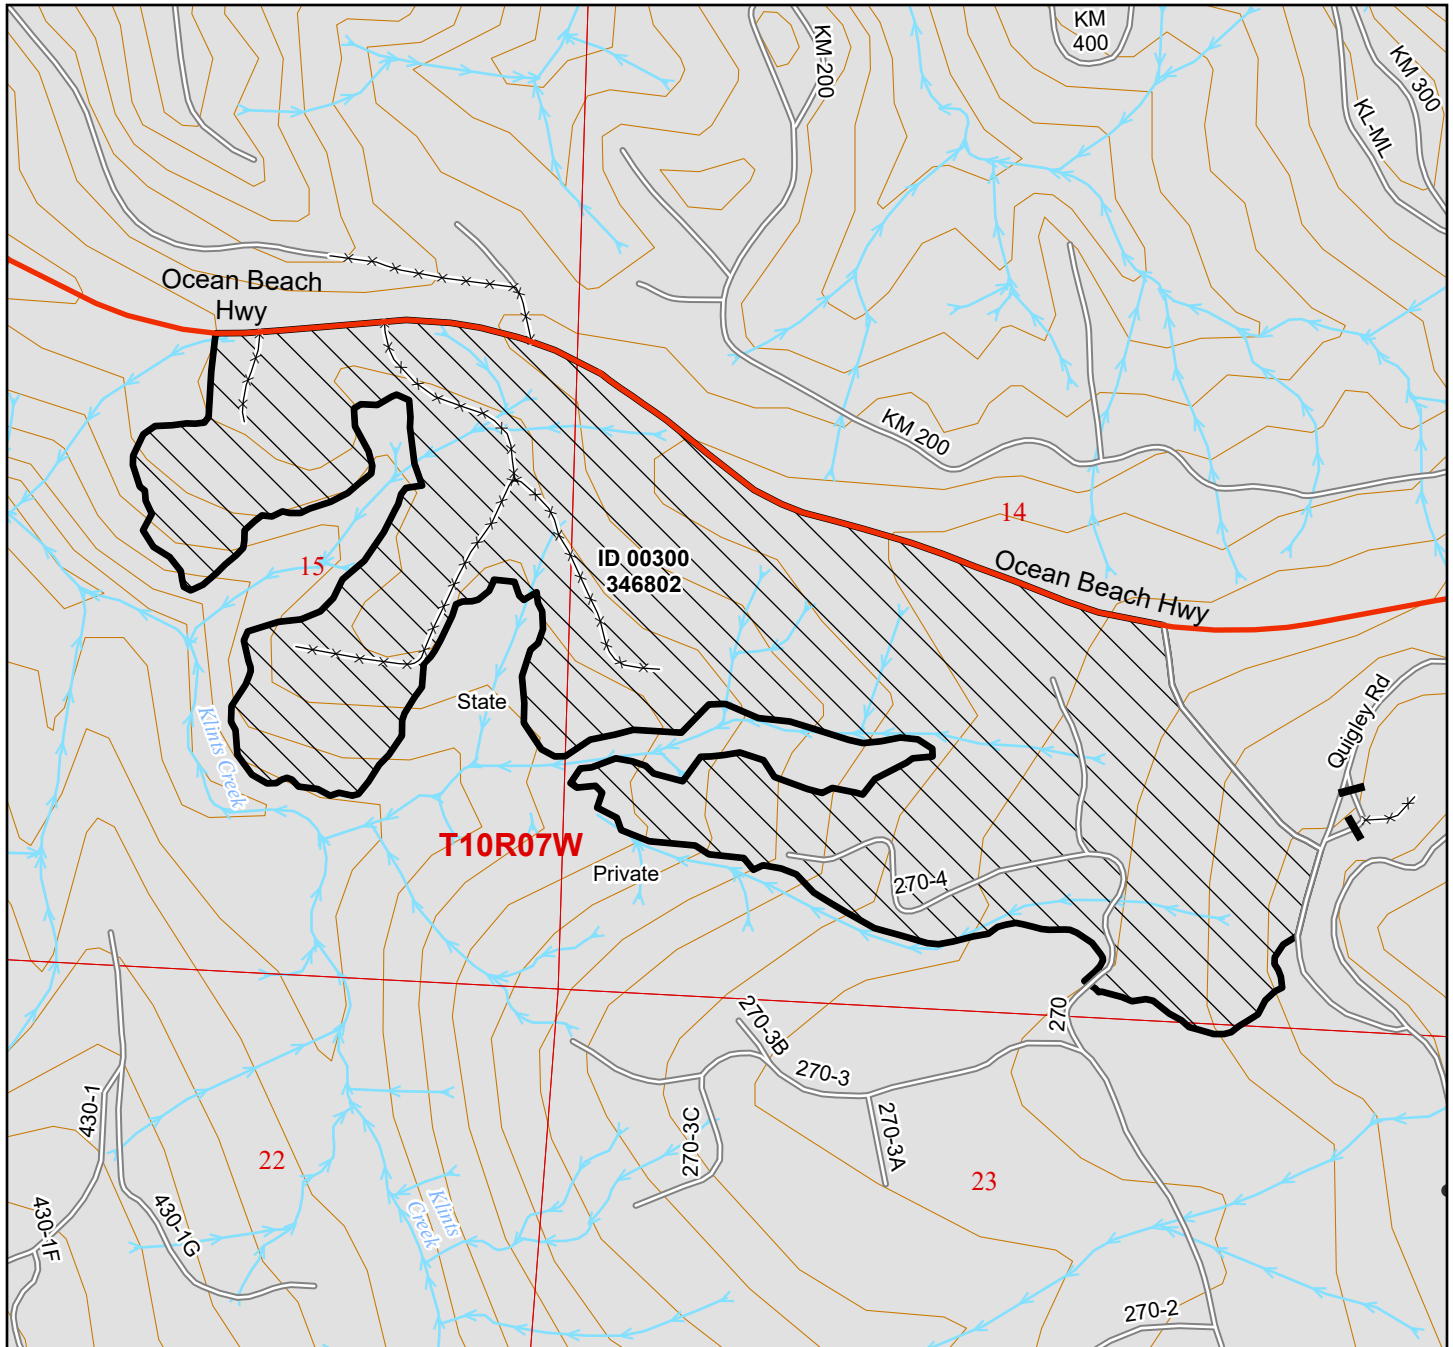 KM
400
KM-200
KM 300
KL-ML
Ocean Beach
Hwy
KM 200
14
15
ID 00300
346802
Ocean Beach Hwy
Quigley Rd
State
Klints Creek
T10R07W
Private
270-4
270
270-3B
270-3
270-3C
270-3A
430-1
22
23
430-1F
430-1G
Klints
Creek
270-2